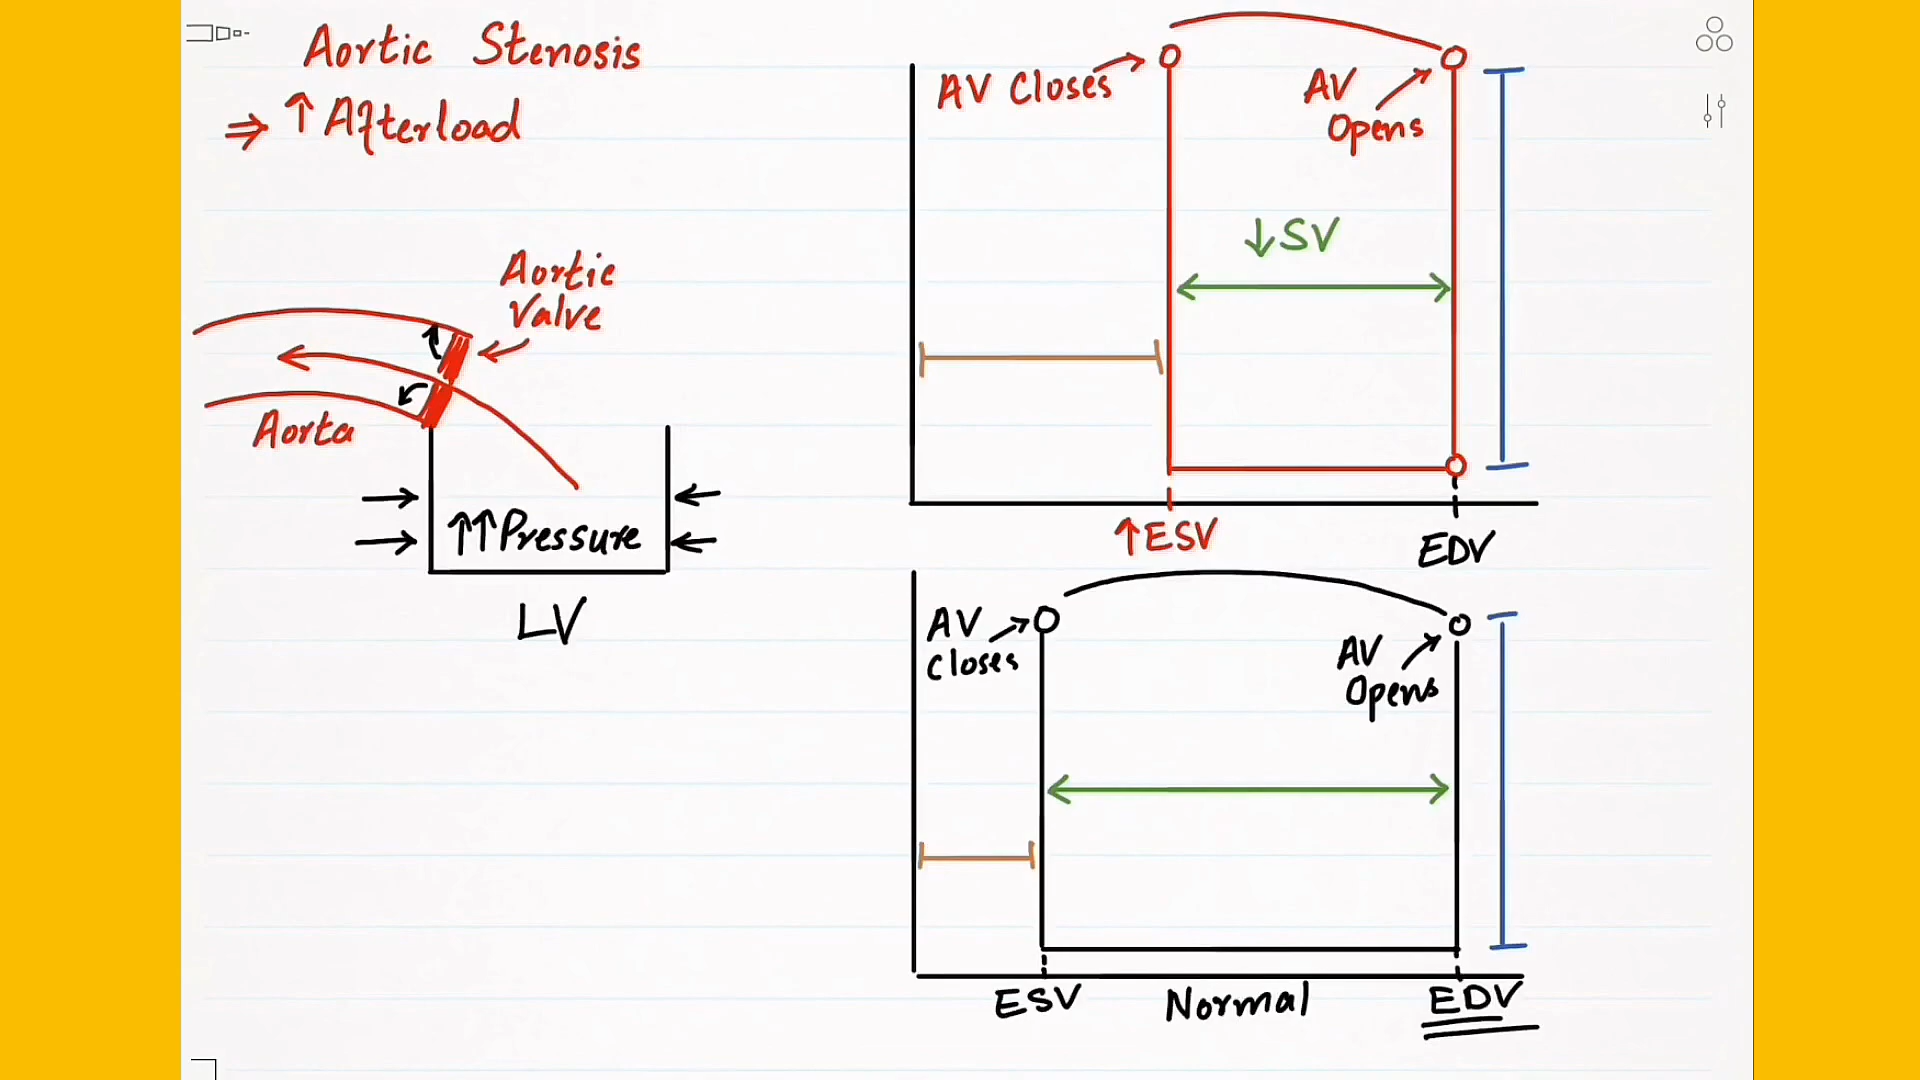 Aortic Stenosis
⇒ ↑ Afterload
Aortic
Valve
Aorta
↑↑ Pressure
LV
AV Closes
AV
Opens
↓SV
↑ESV
EDV
AV
Closes
AV
Opens
ESV
Normal
EDV